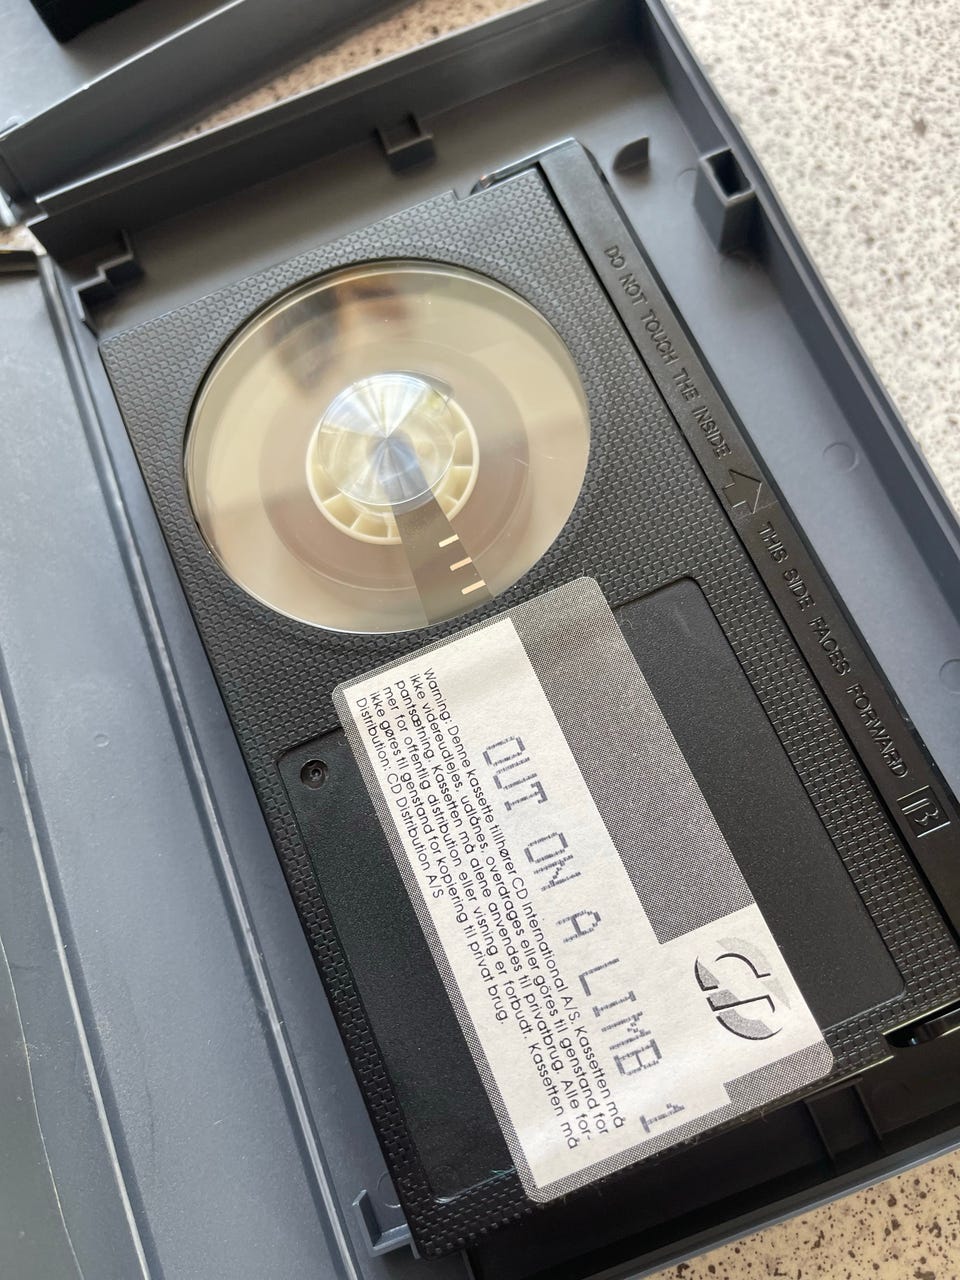 DO NOT TOUCH THE INSIDE
THIS SIDE FACES FORWARD
B
CD
OUT ON A LIMB 1
Warning: Denne kassette tillhører CD International A/S. Kassetten må
ikke videreudlejes, udlånes, overdrages eller göres til genstand for
pantsætning. Kassetten må alene anvendes til privatbrug. Alle for-
mer for offentlig distribution eller visning er forbudt. Kassetten må
ikke gøres til genstand for kopiering til privat brug.
Distribution: CD Distribution A/S